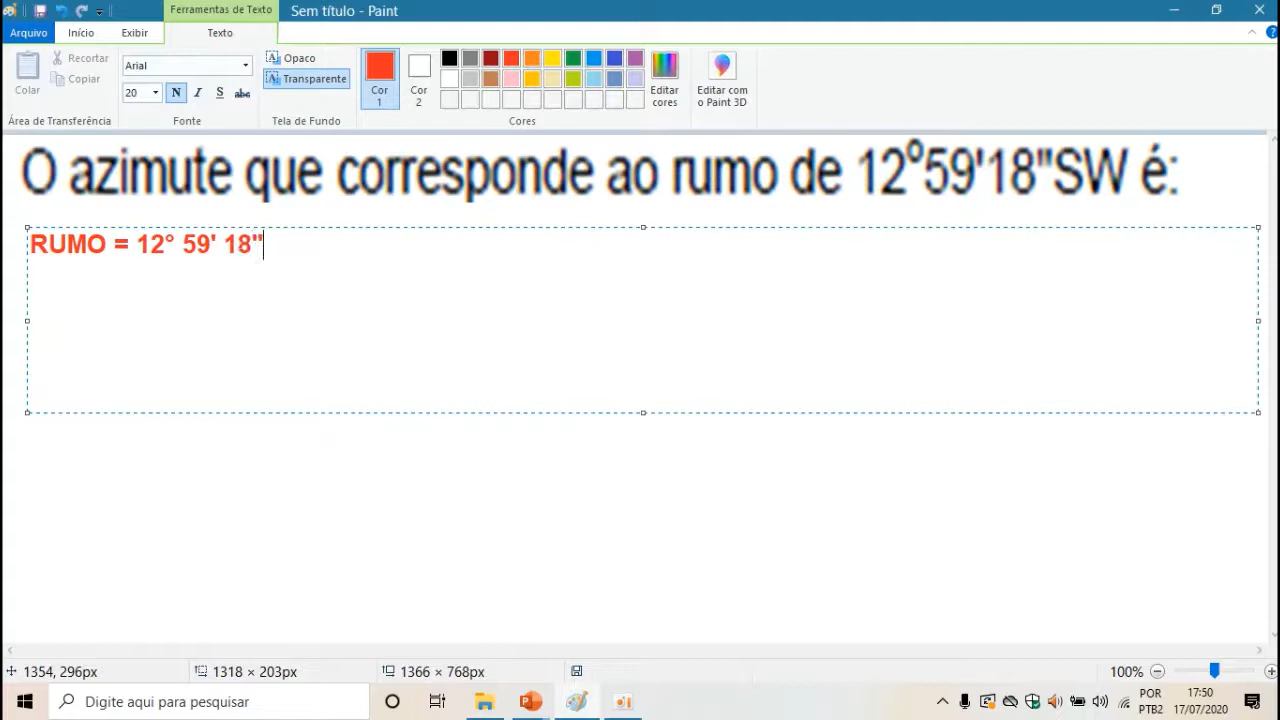 Ferramentas de Texto
Sem título - Paint
Arquivo
Início
Exibir
Texto
Colar
Recortar
Copiar
Área de Transferência
Arial
20
N I S abc
Fonte
Opaco
Transparente
Tela de Fundo
Cor 1
Cor 2
Cores
Editar cores
Editar com o Paint 3D
O azimute que corresponde ao rumo de 12º59'18"SW é:
RUMO = 12° 59' 18"
1354, 296px
1318 × 203px
1366 × 768px
100%
Digite aqui para pesquisar
POR
PTB2
17:50
17/07/2020